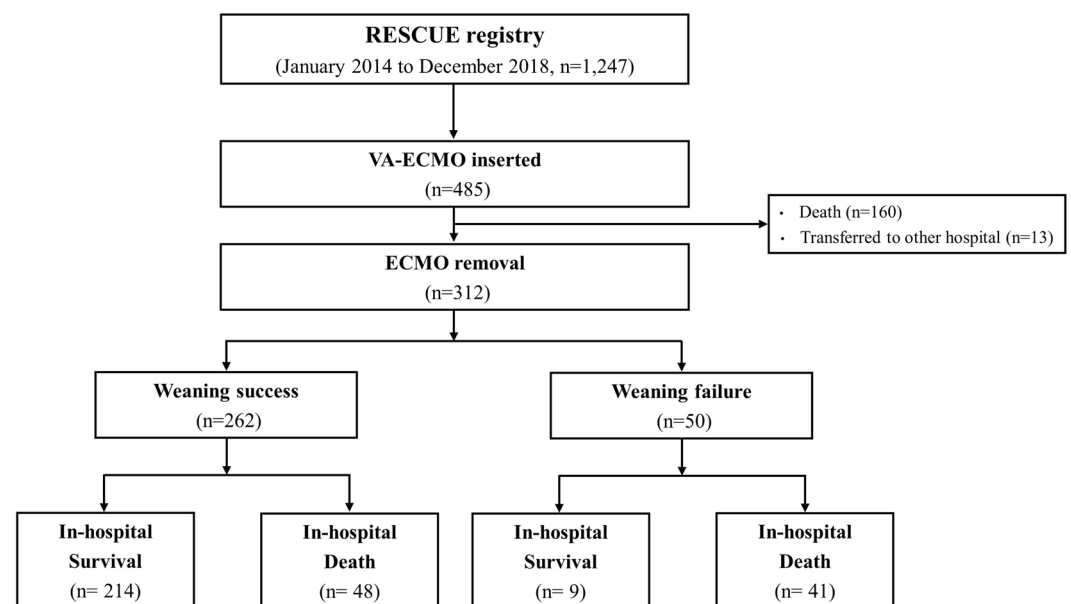 RESCUE registry
(January 2014 to December 2018, n=1,247)
VA-ECMO inserted
(n=485)
· Death (n=160)
· Transferred to other hospital (n=13)
ECMO removal
(n=312)
Weaning success
(n=262)
Weaning failure
(n=50)
In-hospital
Survival
(n= 214)
In-hospital
Death
(n= 48)
In-hospital
Survival
(n= 9)
In-hospital
Death
(n= 41)